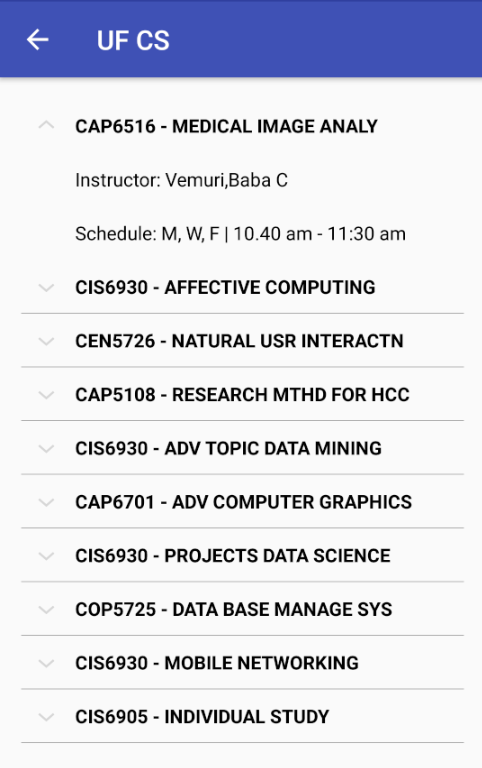 UF CS
CAP6516 - MEDICAL IMAGE ANALY
Instructor: Vemuri,Baba C
Schedule: M, W, F | 10.40 am - 11:30 am
CIS6930 - AFFECTIVE COMPUTING
CEN5726 - NATURAL USR INTERACTN
CAP5108 - RESEARCH MTHD FOR HCC
CIS6930 - ADV TOPIC DATA MINING
CAP6701 - ADV COMPUTER GRAPHICS
CIS6930 - PROJECTS DATA SCIENCE
COP5725 - DATA BASE MANAGE SYS
CIS6930 - MOBILE NETWORKING
CIS6905 - INDIVIDUAL STUDY